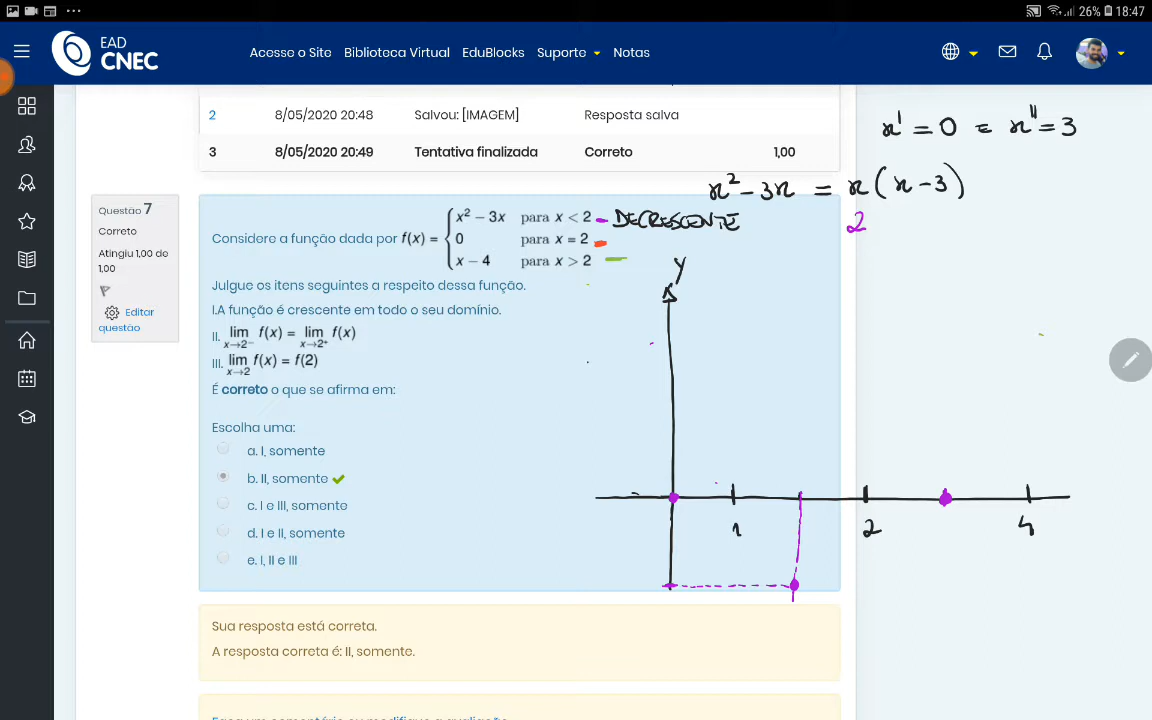 26% 18:47
EAD
CNEC
Acesse o Site Biblioteca Virtual EduBlocks Suporte Notas
2 8/05/2020 20:48 Salvou: [IMAGEM] Resposta salva
3 8/05/2020 20:49 Tentativa finalizada Correto 1,00
x' = 0 = x'' = 3
x² - 3x = x(x - 3)
2
Questão 7
Correto
Atingiu 1,00 de
1,00
Editar
questão
Considere a função dada por f(x) = { x² − 3x para x < 2
0 para x = 2
x − 4 para x > 2
DECRESCENTE
Julgue os itens seguintes a respeito dessa função.
I.A função é crescente em todo o seu domínio.
II. lim x→2⁻ f(x) = lim x→2⁺ f(x)
III. lim x→2 f(x) = f(2)
É correto o que se afirma em:
Escolha uma:
a. I, somente
b. II, somente
c. I e III, somente
d. I e II, somente
e. I, II e III
y
1 2 4
Sua resposta está correta.
A resposta correta é: II, somente.